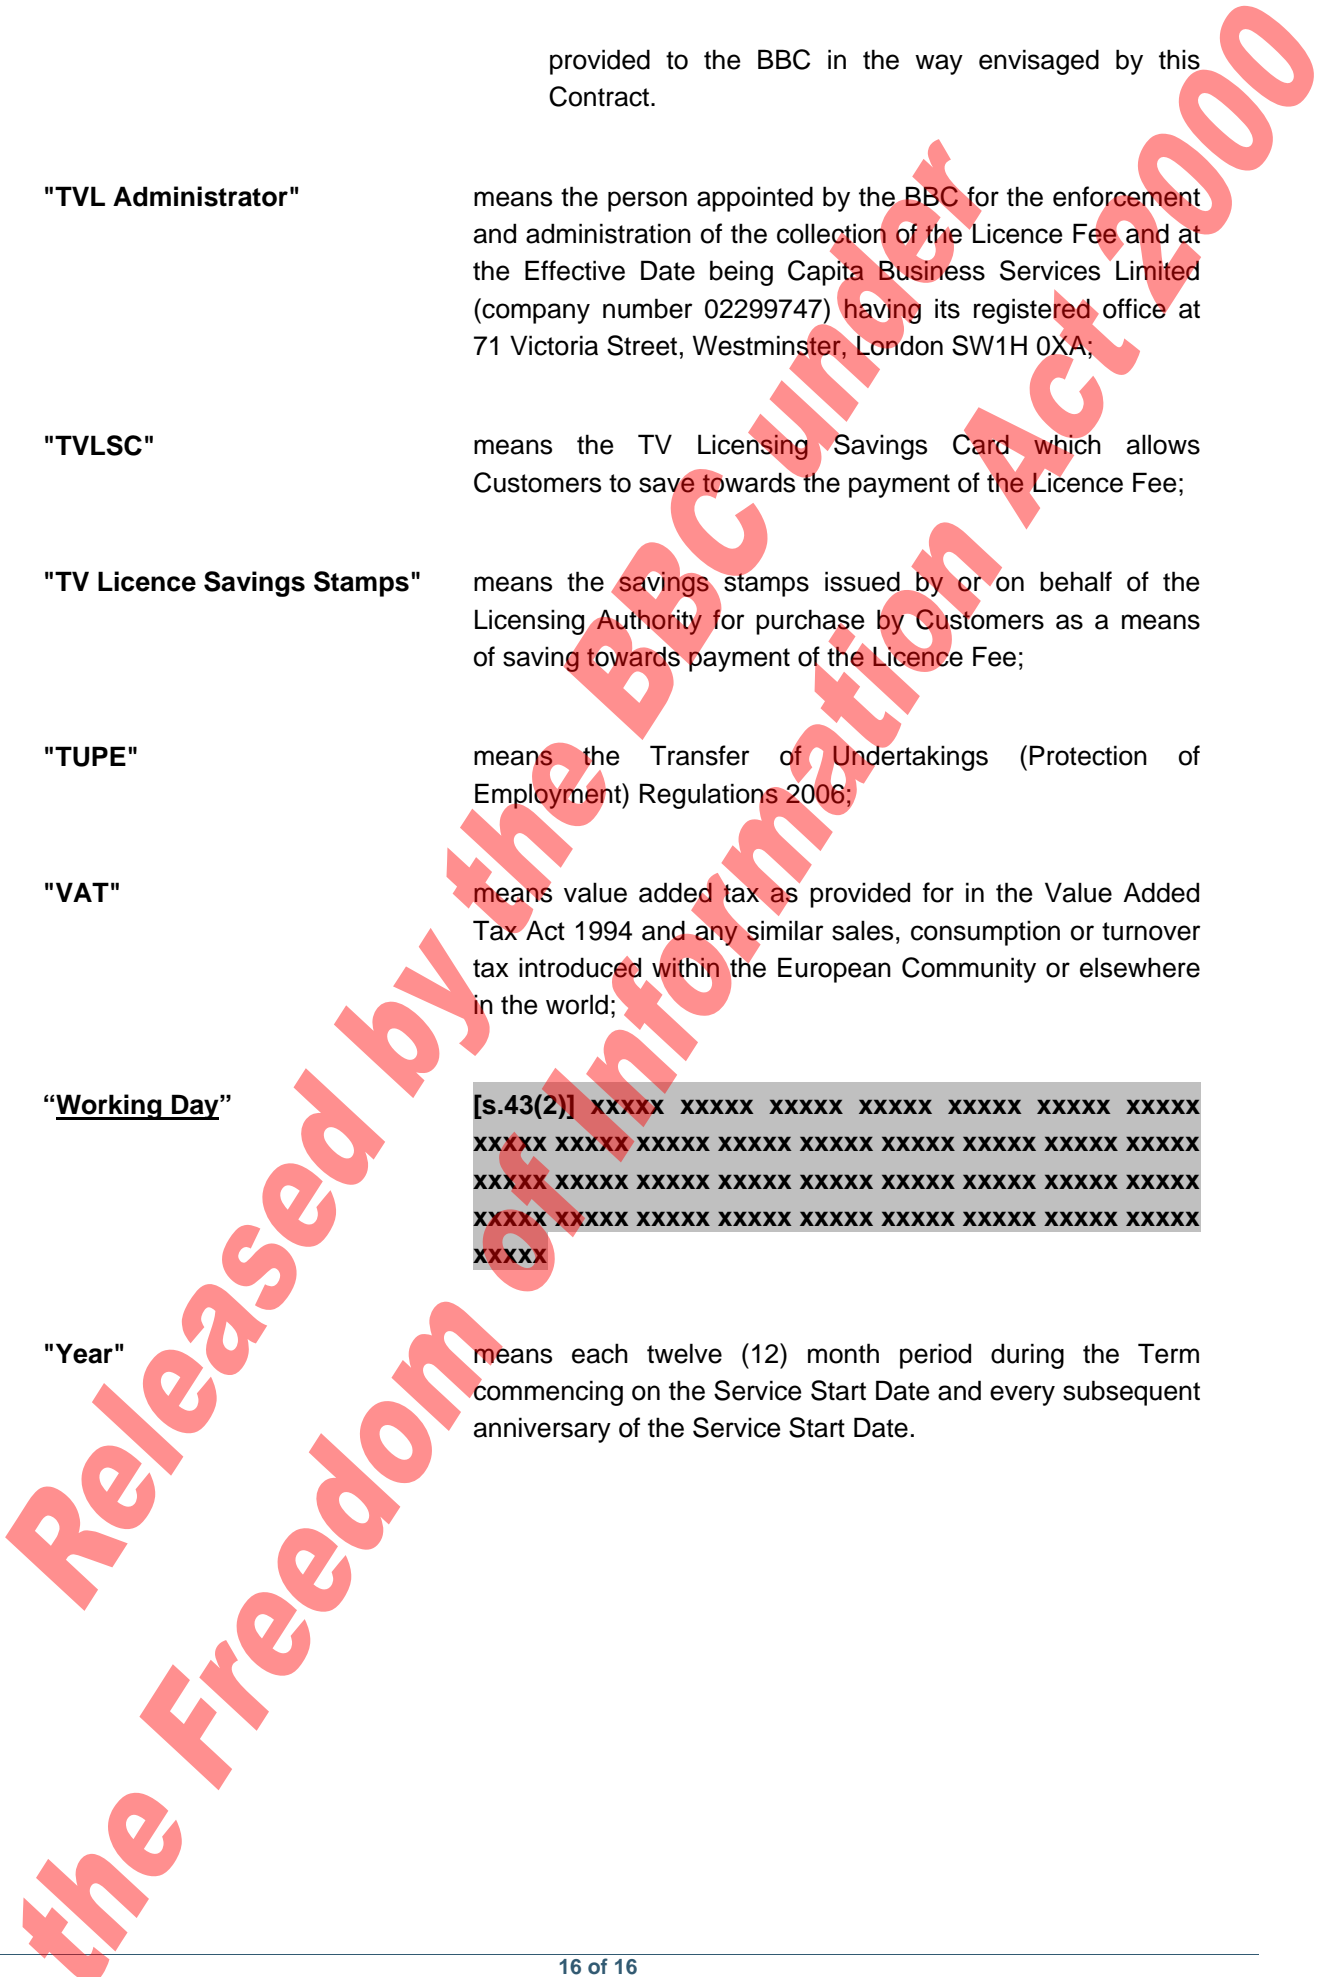 provided to the BBC in the way envisaged by this
Contract.
"TVL Administrator" means the person appointed by the BBC for the enforcement
and administration of the collection of the Licence Fee and at
the Effective Date being Capita Business Services Limited
(company number 02299747) having its registered office at
71 Victoria Street, Westminster, London SW1H 0XA;
"TVLSC" means the TV Licensing Savings Card which allows
Customers to save towards the payment of the Licence Fee;
"TV Licence Savings Stamps" means the savings stamps issued by or on behalf of the
Licensing Authority for purchase by Customers as a means
of saving towards payment of the Licence Fee;
"TUPE" means the Transfer of Undertakings (Protection of
Employment) Regulations 2006;
"VAT" means value added tax as provided for in the Value Added
Tax Act 1994 and any similar sales, consumption or turnover
tax introduced within the European Community or elsewhere
in the world;
“Working Day” [s.43(2)] xxxxx xxxxx xxxxx xxxxx xxxxx xxxxx xxxxx
xxxxx xxxxx xxxxx xxxxx xxxxx xxxxx xxxxx xxxxx xxxxx
xxxxx xxxxx xxxxx xxxxx xxxxx xxxxx xxxxx xxxxx xxxxx
xxxxx xxxxx xxxxx xxxxx xxxxx xxxxx xxxxx xxxxx xxxxx
xxxxx
"Year" means each twelve (12) month period during the Term
commencing on the Service Start Date and every subsequent
anniversary of the Service Start Date.
Released by the BBC under
the Freedom of Information Act 2000
16 of 16